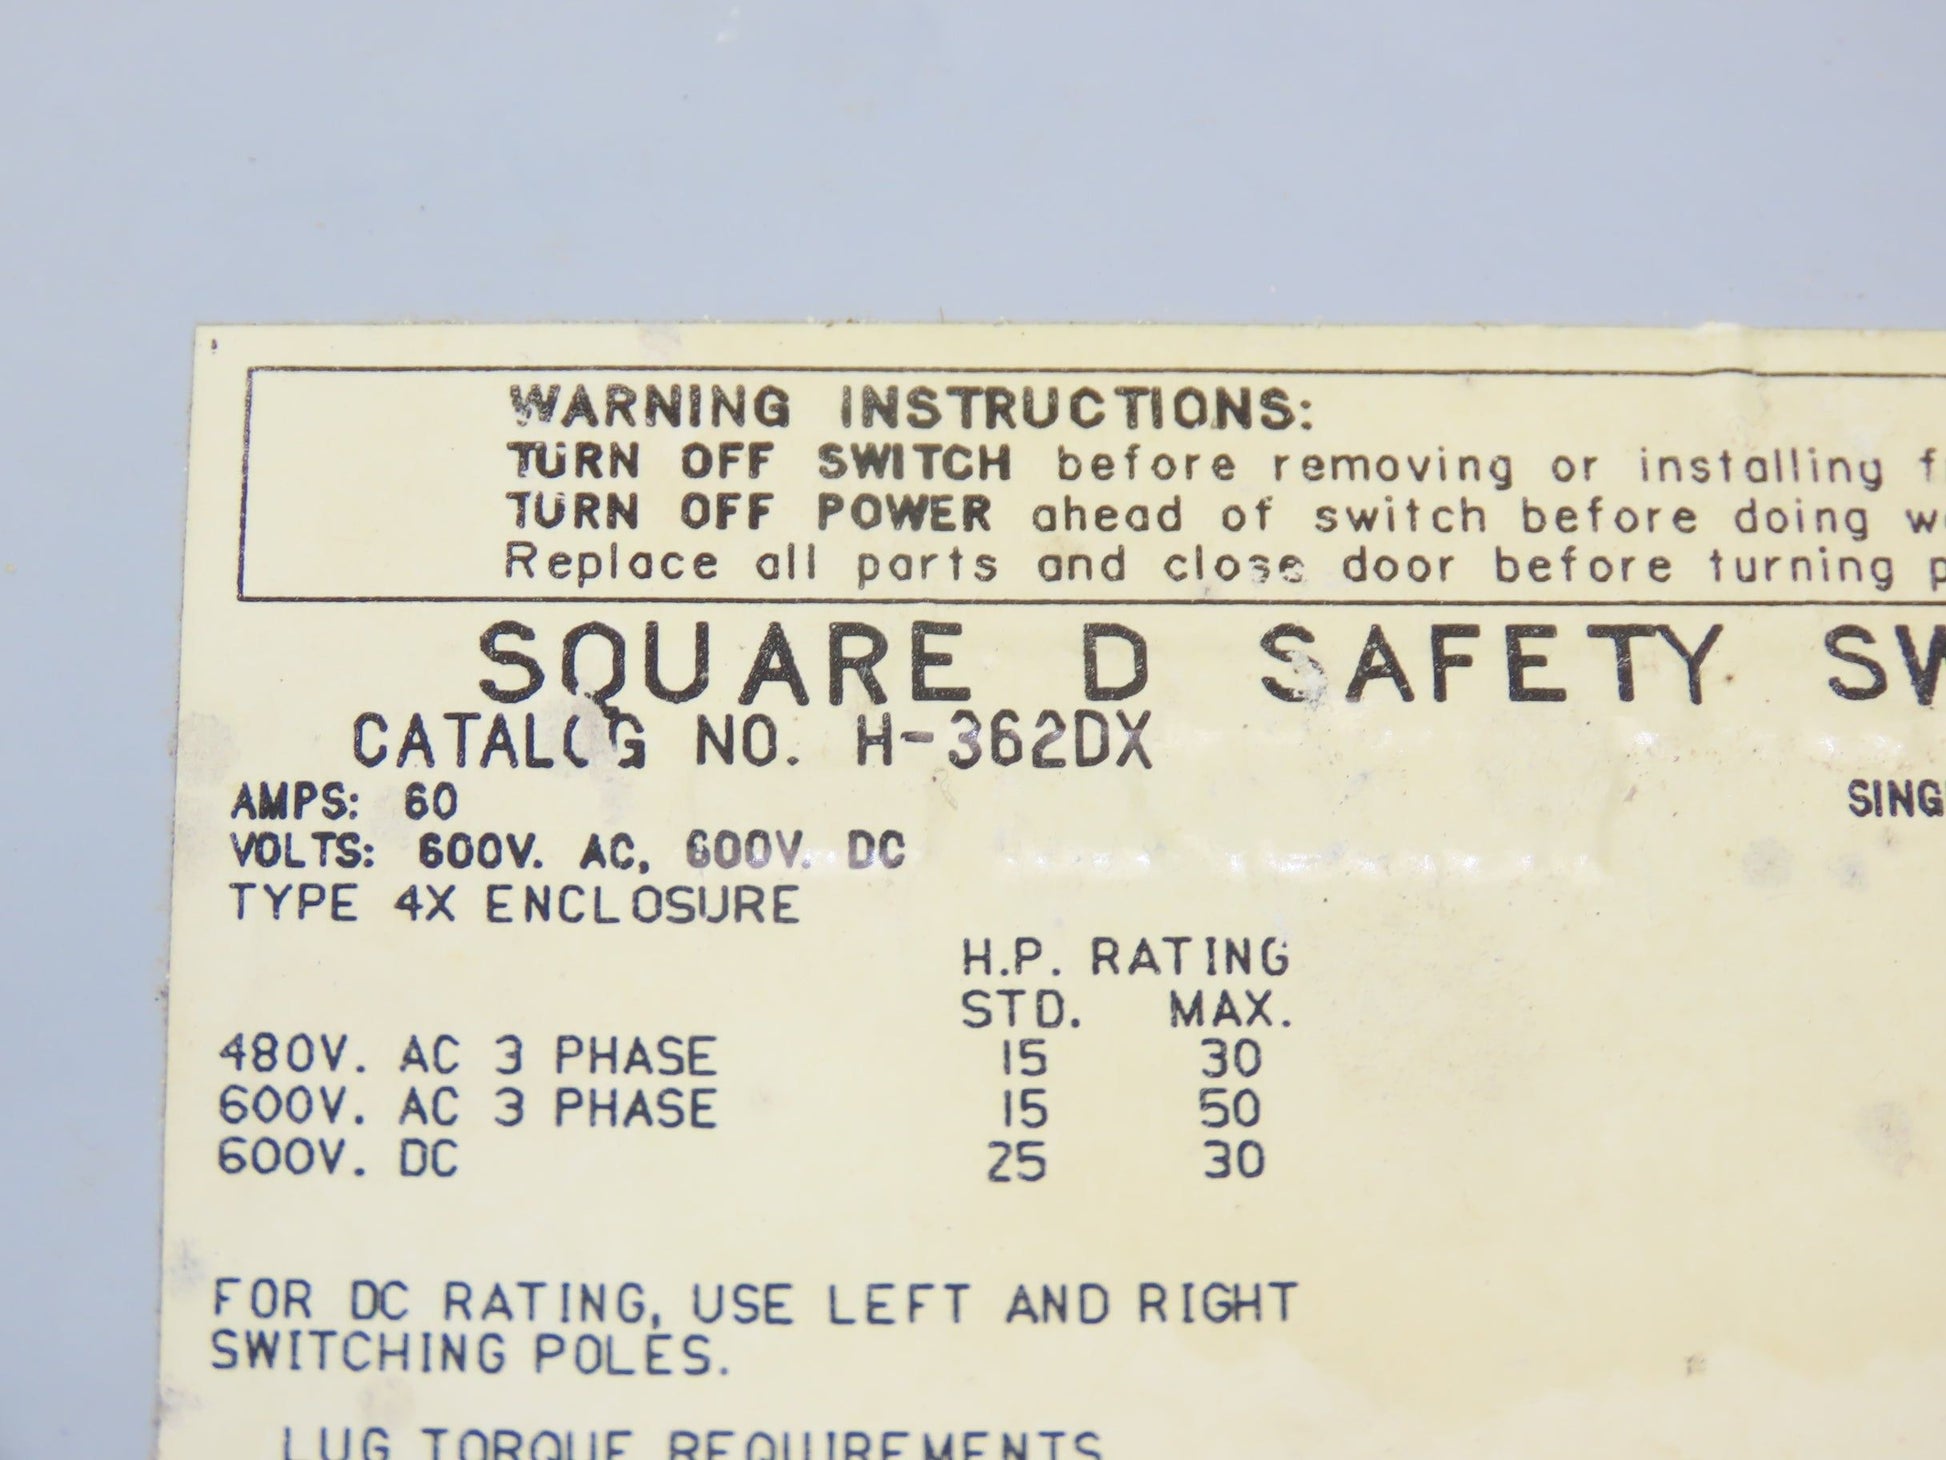 WARNING INSTRUCTIONS:
TURN OFF SWITCH before removing or installing
TURN OFF POWER ahead of switch before doing
Replace all parts and close door before turning
SQUARE D SAFETY
CATALOG NO. H-362DX
AMPS: 60
VOLTS: 600V. AC, 600V. DC
TYPE 4X ENCLOSURE
H.P. RATING
STD. MAX.
480V. AC 3 PHASE 15 30
600V. AC 3 PHASE 15 50
600V. DC 25 30
FOR DC RATING, USE LEFT AND RIGHT
SWITCHING POLES.
LUG TORQUE REQUIREMENTS